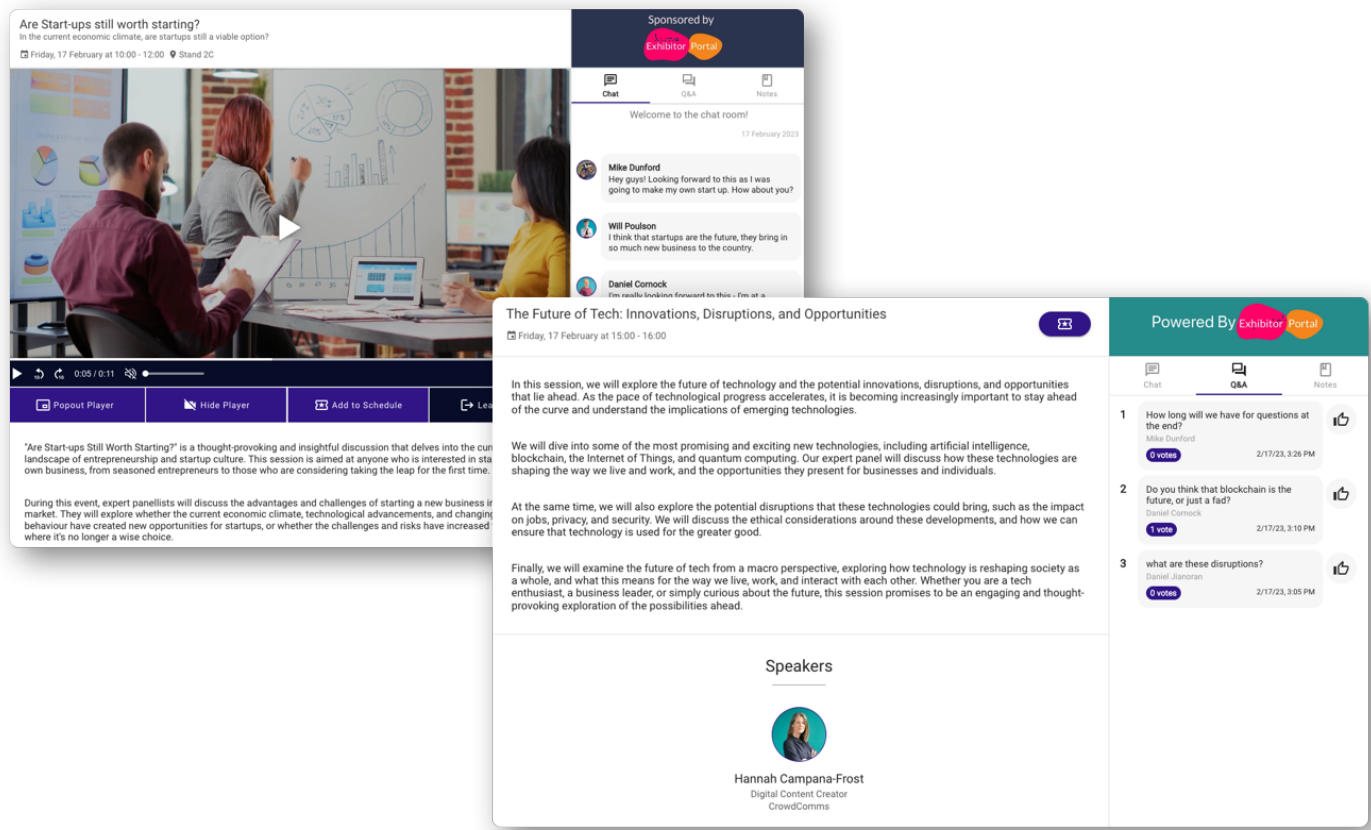 Are Start-ups still worth starting?
In the current economic climate, are startups still a viable option?
Friday, 17 February at 10:00 - 12:00 Stand 2C
Sponsored by
Exhibitor Portal
Chat
Q&A
Notes
Welcome to the chat room!
17 February 2023
Mike Dunford
Hey guys! Looking forward to this as I was
going to make my own start up. How about you?
Will Poulson
I think that startups are the future, they bring in
so much new business to the country.
Daniel Cornock
I'm really looking forward to this - I'm at a
0:05 / 0:11
Popout Player
Hide Player
Add to Schedule
Lea
"Are Start-ups Still Worth Starting?" is a thought-provoking and insightful discussion that delves into the cur
landscape of entrepreneurship and startup culture. This session is aimed at anyone who is interested in sta
own business, from seasoned entrepreneurs to those who are considering taking the leap for the first time.
During this event, expert panellists will discuss the advantages and challenges of starting a new business in
market. They will explore whether the current economic climate, technological advancements, and changing
behaviour have created new opportunities for startups, or whether the challenges and risks have increased
where it's no longer a wise choice.
The Future of Tech: Innovations, Disruptions, and Opportunities
Friday, 17 February at 15:00 - 16:00
In this session, we will explore the future of technology and the potential innovations, disruptions, and opportunities
that lie ahead. As the pace of technological progress accelerates, it is becoming increasingly important to stay ahead
of the curve and understand the implications of emerging technologies.
We will dive into some of the most promising and exciting new technologies, including artificial intelligence,
blockchain, the Internet of Things, and quantum computing. Our expert panel will discuss how these technologies are
shaping the way we live and work, and the opportunities they present for businesses and individuals.
At the same time, we will also explore the potential disruptions that these technologies could bring, such as the impact
on jobs, privacy, and security. We will discuss the ethical considerations around these developments, and how we can
ensure that technology is used for the greater good.
Finally, we will examine the future of tech from a macro perspective, exploring how technology is reshaping society as
a whole, and what this means for the way we live, work, and interact with each other. Whether you are a tech
enthusiast, a business leader, or simply curious about the future, this session promises to be an engaging and thought-
provoking exploration of the possibilities ahead.
Speakers
Hannah Campana-Frost
Digital Content Creator
CrowdComms
Powered By Exhibitor Portal
Chat
Q&A
Notes
1 How long will we have for questions at
the end?
Mike Dunford
0 votes 2/17/23, 3:26 PM
2 Do you think that blockchain is the
future, or just a fad?
Daniel Cornock
1 vote 2/17/23, 3:10 PM
3 what are these disruptions?
Daniel Jianoran
0 votes 2/17/23, 3:05 PM